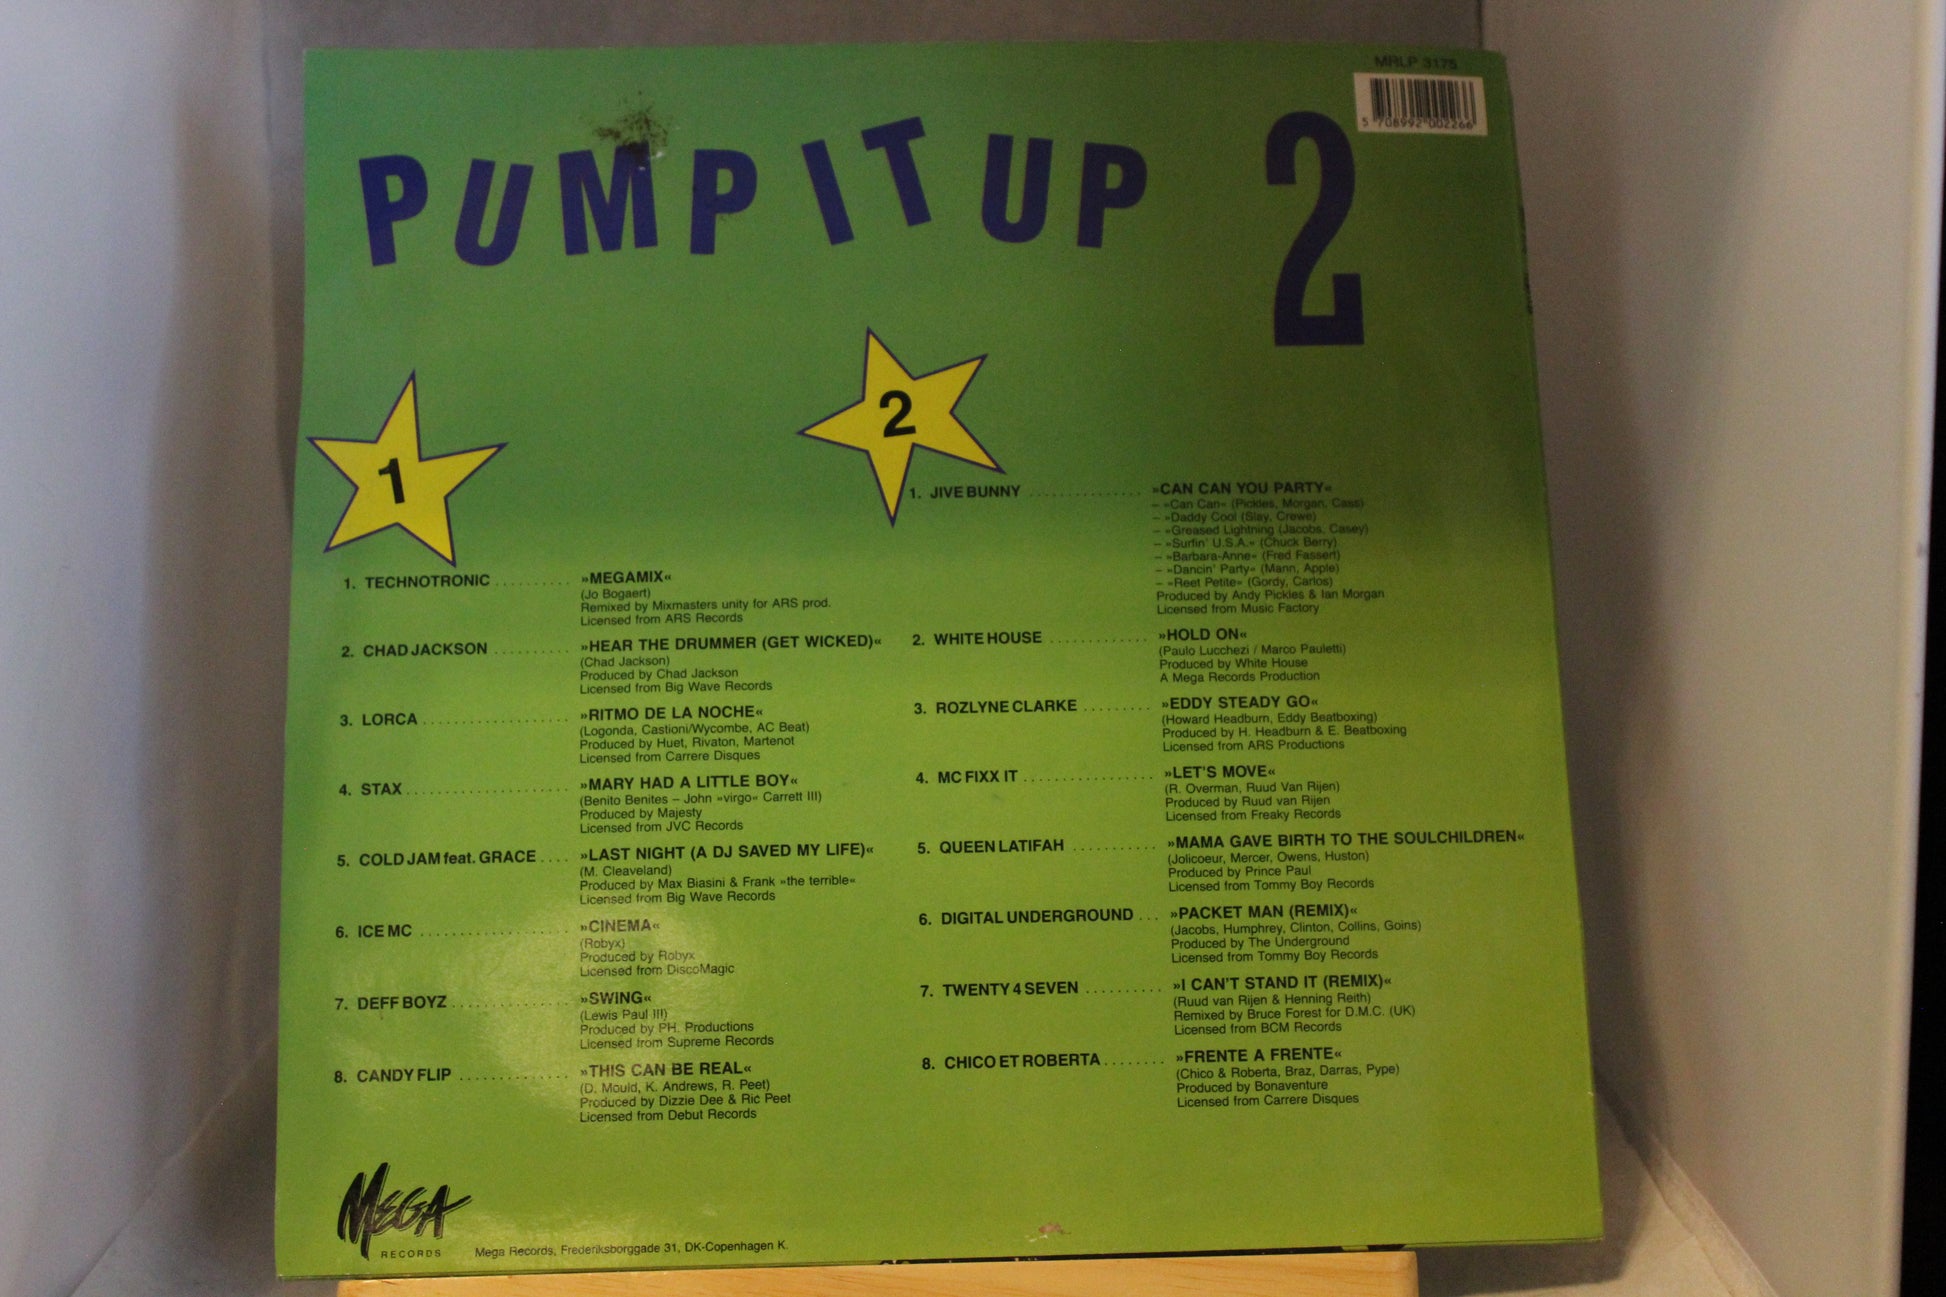 MRLP 3175
5 708992 002266
PUMP IT UP 2
1
1. TECHNOTRONIC .......... »MEGAMIX«
(Jo Bogaert)
Remixed by Mixmasters unity for ARS prod.
Licensed from ARS Records
2. CHAD JACKSON .......... »HEAR THE DRUMMER (GET WICKED)«
(Chad Jackson)
Produced by Chad Jackson
Licensed from Big Wave Records
3. LORCA .................... »RITMO DE LA NOCHE«
(Logonda, Castioni/Wycombe, AC Beat)
Produced by Huet, Rivaton, Martenot
Licensed from Carrere Disques
4. STAX ...................... »MARY HAD A LITTLE BOY«
(Benito Benites – John »virgo« Carrett III)
Produced by Majesty
Licensed from JVC Records
5. COLD JAM feat. GRACE .... »LAST NIGHT (A DJ SAVED MY LIFE)«
(M. Cleaveland)
Produced by Max Biasini & Frank »the terrible«
Licensed from Big Wave Records
6. ICE MC .................... »CINEMA«
(Robyx)
Produced by Robyx
Licensed from DiscoMagic
7. DEFF BOYZ ................ »SWING«
(Lewis Paul III)
Produced by PH. Productions
Licensed from Supreme Records
8. CANDY FLIP ............... »THIS CAN BE REAL«
(D. Mould, K. Andrews, R. Peet)
Produced by Dizzie Dee & Ric Peet
Licensed from Debut Records
2
1. JIVE BUNNY ............... »CAN CAN YOU PARTY«
– »Can Can« (Pickles, Morgan, Cass)
– »Daddy Cool (Slay, Crewe)
– »Greased Lightning (Jacobs, Casey)
– »Surfin' U.S.A.« (Chuck Berry)
– »Barbara-Anne« (Fred Fassert)
– »Dancin' Party« (Mann, Apple)
– »Reet Petite« (Gordy, Carlos)
Produced by Andy Pickles & Ian Morgan
Licensed from Music Factory
2. WHITE HOUSE ............. »HOLD ON«
(Paulo Lucchezi / Marco Pauletti)
Produced by White House
A Mega Records Production
3. ROZLYNE CLARKE ......... »EDDY STEADY GO«
(Howard Headburn, Eddy Beatboxing)
Produced by H. Headburn & E. Beatboxing
Licensed from ARS Productions
4. MC FIXX IT ................. »LET'S MOVE«
(R. Overman, Ruud Van Rijen)
Produced by Ruud van Rijen
Licensed from Freaky Records
5. QUEEN LATIFAH ........... »MAMA GAVE BIRTH TO THE SOULCHILDREN«
(Jolicoeur, Mercer, Owens, Huston)
Produced by Prince Paul
Licensed from Tommy Boy Records
6. DIGITAL UNDERGROUND ... »PACKET MAN (REMIX)«
(Jacobs, Humphrey, Clinton, Collins, Goins)
Produced by The Underground
Licensed from Tommy Boy Records
7. TWENTY 4 SEVEN .......... »I CAN'T STAND IT (REMIX)«
(Ruud van Rijen & Henning Reith)
Remixed by Bruce Forest for D.M.C. (UK)
Licensed from BCM Records
8. CHICO ET ROBERTA ........ »FRENTE A FRENTE«
(Chico & Roberta, Braz, Darras, Pype)
Produced by Bonaventure
Licensed from Carrere Disques
MEGA
RECORDS
Mega Records, Frederiksborggade 31, DK-Copenhagen K.